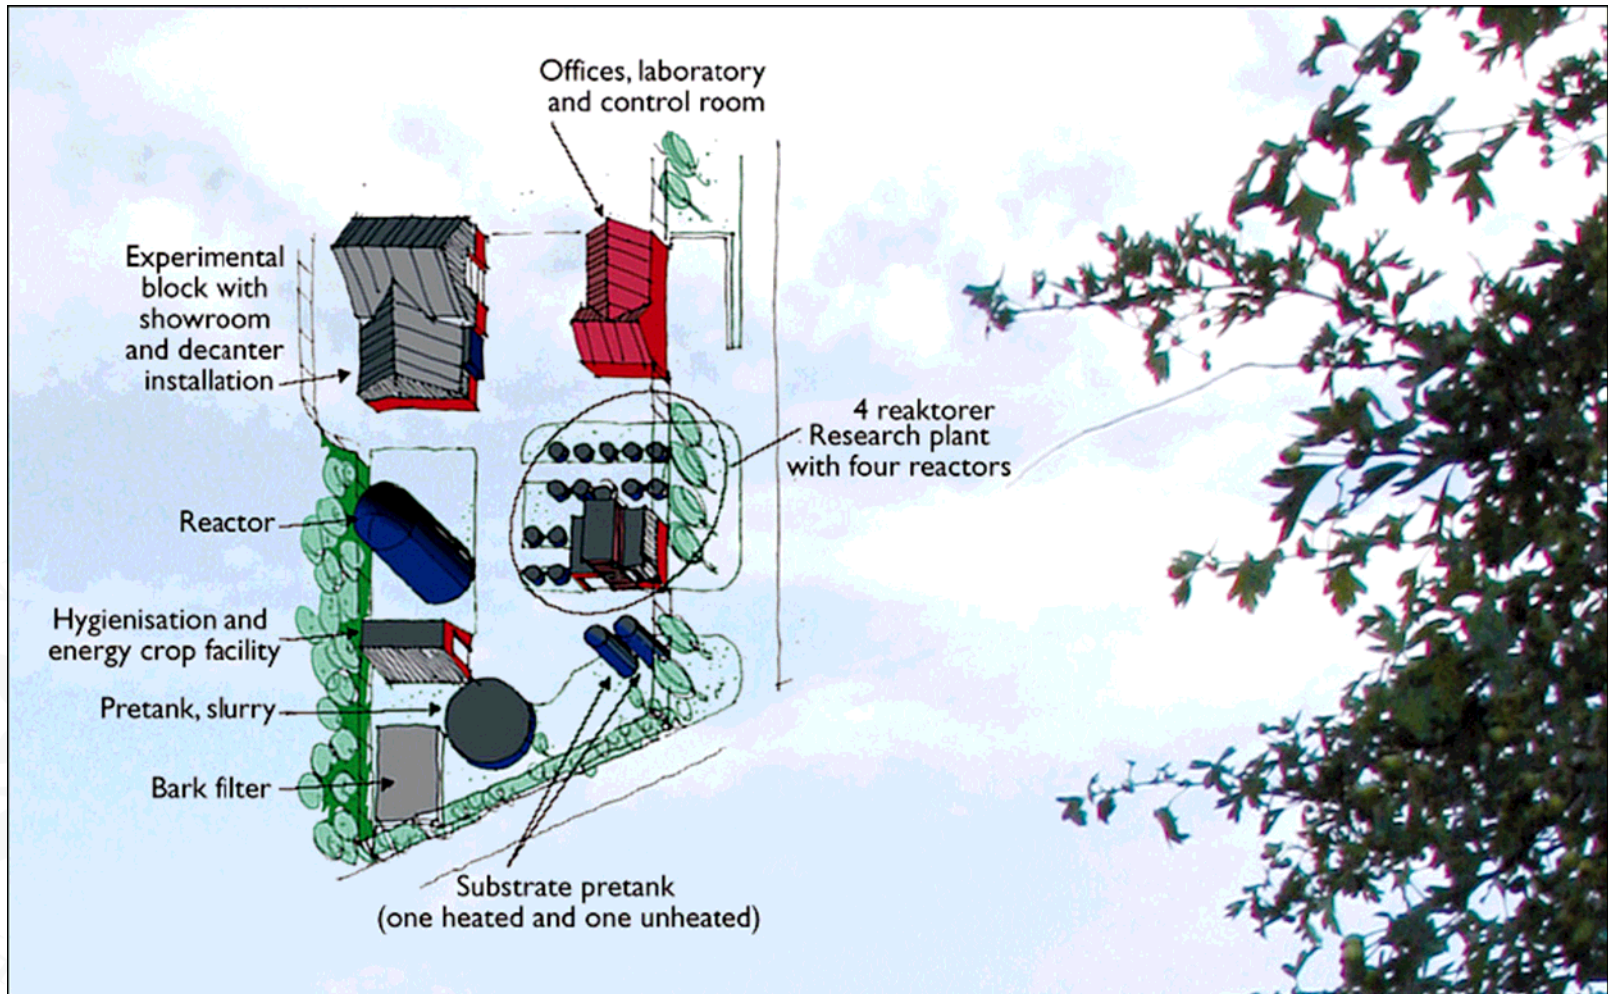 Offices, laboratory
and control room
Experimental
block with
showroom
and decanter
installation
4 reaktorer
Research plant
with four reactors
Reactor
Hygienisation and
energy crop facility
Pretank, slurry
Bark filter
Substrate pretank
(one heated and one unheated)